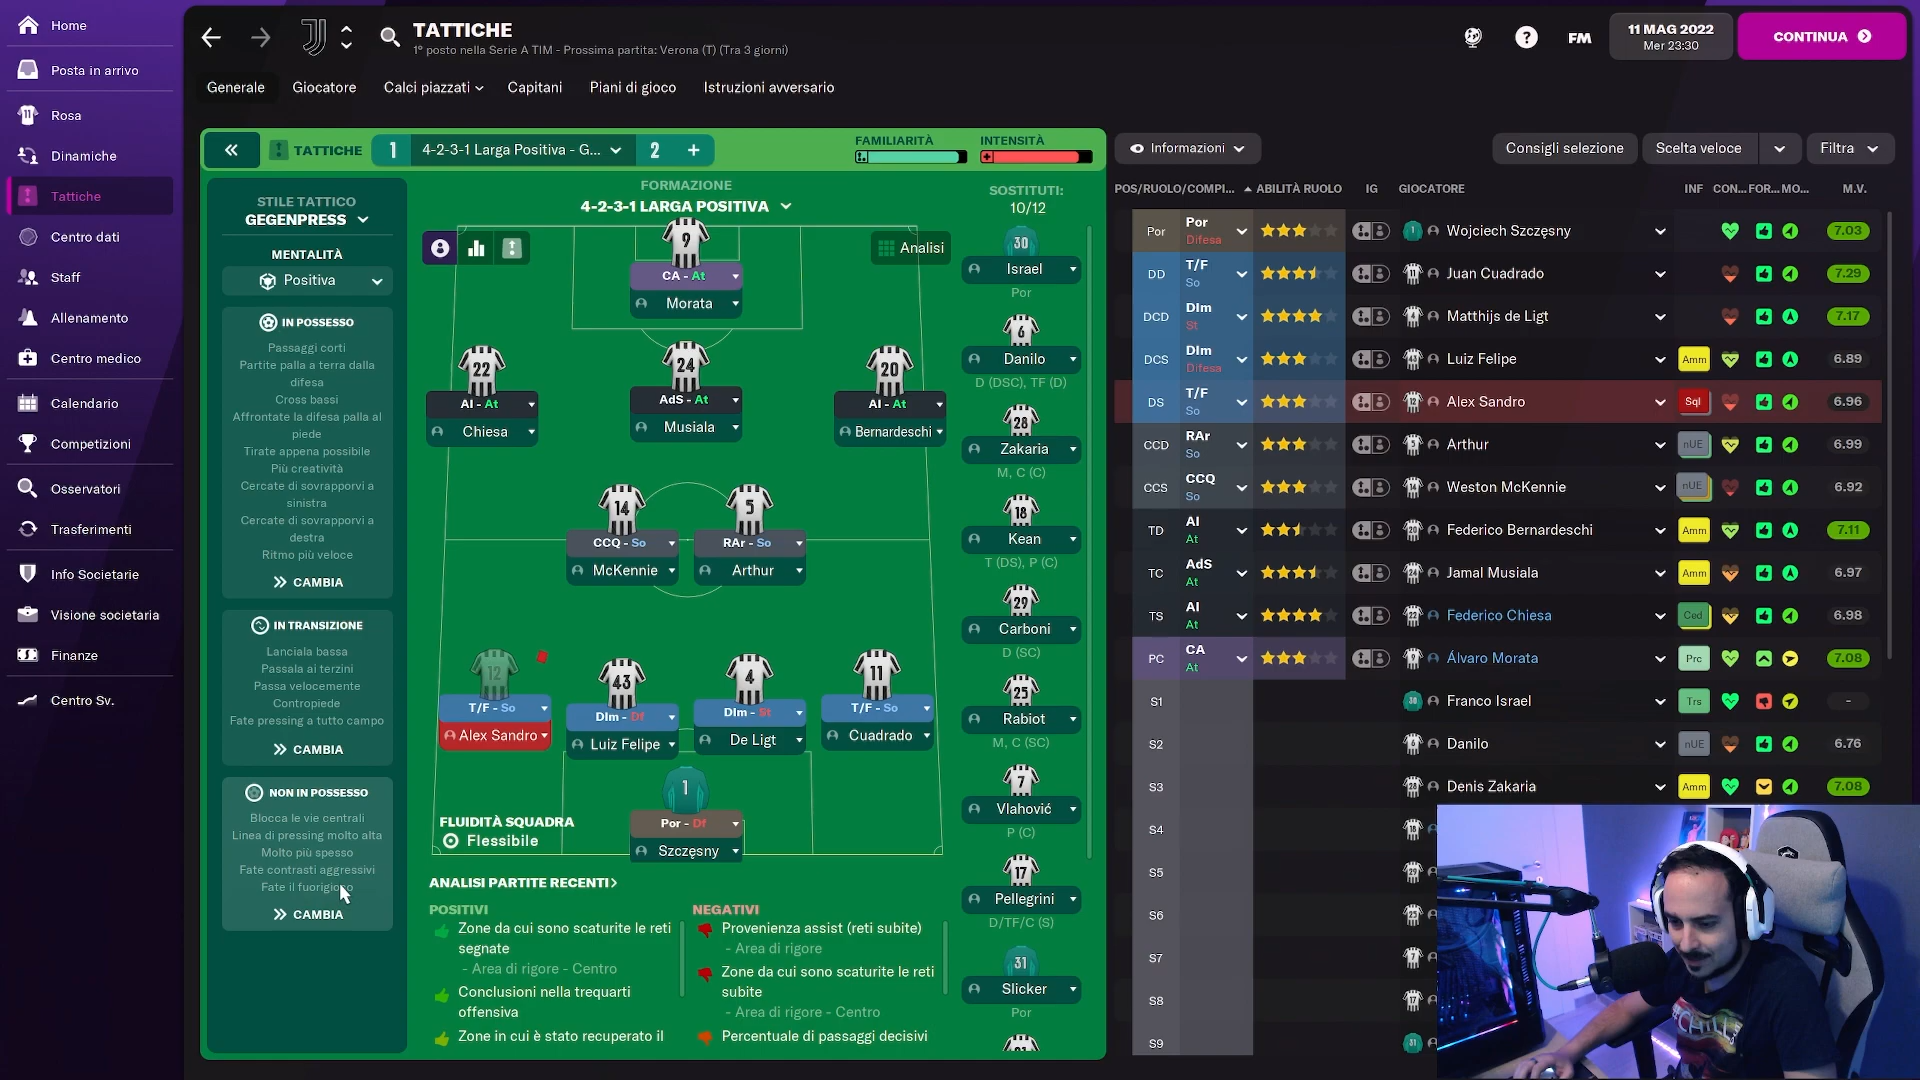 Home
Posta in arrivo
Rosa
Dinamiche
Tattiche
Centro dati
Staff
Allenamento
Centro medico
Calendario
Competizioni
Osservatori
Trasferimenti
Info Societarie
Visione societaria
Finanze
Centro Sv.
TATTICHE
1° posto nella Serie A TIM - Prossima partita: Verona (T) (Tra 3 giorni)
FM
11 MAG 2022
Mer 23:30
CONTINUA
Generale
Giocatore
Calci piazzati
Capitani
Piani di gioco
Istruzioni avversario
TATTICHE
1
4-2-3-1 Larga Positiva - G...
2
+
FAMILIARITÀ
INTENSITÀ
STILE TATTICO
GEGENPRESS
MENTALITÀ
Positiva
IN POSSESSO
Passaggi corti
Partite palla a terra dalla
difesa
Cross bassi
Affrontate la difesa palla al
piede
Tirate appena possibile
Più creatività
Cercate di sovrapporvi a
sinistra
Cercate di sovrapporvi a
destra
Ritmo più veloce
CAMBIA
IN TRANSIZIONE
Lanciala bassa
Passala ai terzini
Passa velocemente
Contropiede
Fate pressing a tutto campo
CAMBIA
NON IN POSSESSO
Blocca le vie centrali
Linea di pressing molto alta
Molto più spesso
Fate contrasti aggressivi
Fate il fuorigioco
CAMBIA
FORMAZIONE
4-2-3-1 LARGA POSITIVA
Analisi
9
CA - At
Morata
22
AI - At
Chiesa
24
AdS - At
Musiala
20
AI - At
Bernardeschi
14
CCQ - So
McKennie
5
RAr - So
Arthur
12
T/F - So
Alex Sandro
43
DIm - Df
Luiz Felipe
4
DIm - St
De Ligt
11
T/F - So
Cuadrado
1
Por - Df
Szczęsny
FLUIDITÀ SQUADRA
Flessibile
ANALISI PARTITE RECENTI
POSITIVI
Zone da cui sono scaturite le reti
segnate
- Area di rigore - Centro
Conclusioni nella trequarti
offensiva
Zone in cui è stato recuperato il
NEGATIVI
Provenienza assist (reti subite)
- Area di rigore
Zone da cui sono scaturite le reti
subite
- Area di rigore - Centro
Percentuale di passaggi decisivi
SOSTITUTI:
10/12
30
Israel
Por
6
Danilo
D (DSC), TF (D)
28
Zakaria
M, C (C)
18
Kean
T (DS), P (C)
29
Carboni
D (SC)
25
Rabiot
M, C (SC)
7
Vlahović
P (C)
17
Pellegrini
D/TF/C (S)
31
Slicker
Por
Informazioni
Consigli selezione
Scelta veloce
Filtra
POS/RUOLO/COMPI... ABILITÀ RUOLO IG GIOCATORE INF CON... FOR... MO... M.V.
Por Por Difesa Wojciech Szczęsny 7.03
DD T/F So Juan Cuadrado 7.29
DCD DIm St Matthijs de Ligt 7.17
DCS DIm Difesa Luiz Felipe Amm 6.89
DS T/F So Alex Sandro Sql 6.96
CCD RAr So Arthur nUE 6.99
CCS CCQ So Weston McKennie nUE 6.92
TD AI At Federico Bernardeschi Amm 7.11
TC AdS At Jamal Musiala Amm 6.97
TS AI At Federico Chiesa Ced 6.98
PC CA At Álvaro Morata Prc 7.08
S1 Franco Israel Trs -
S2 Danilo nUE 6.76
S3 Denis Zakaria Amm 7.08
S4
S5
S6
S7
S8
S9